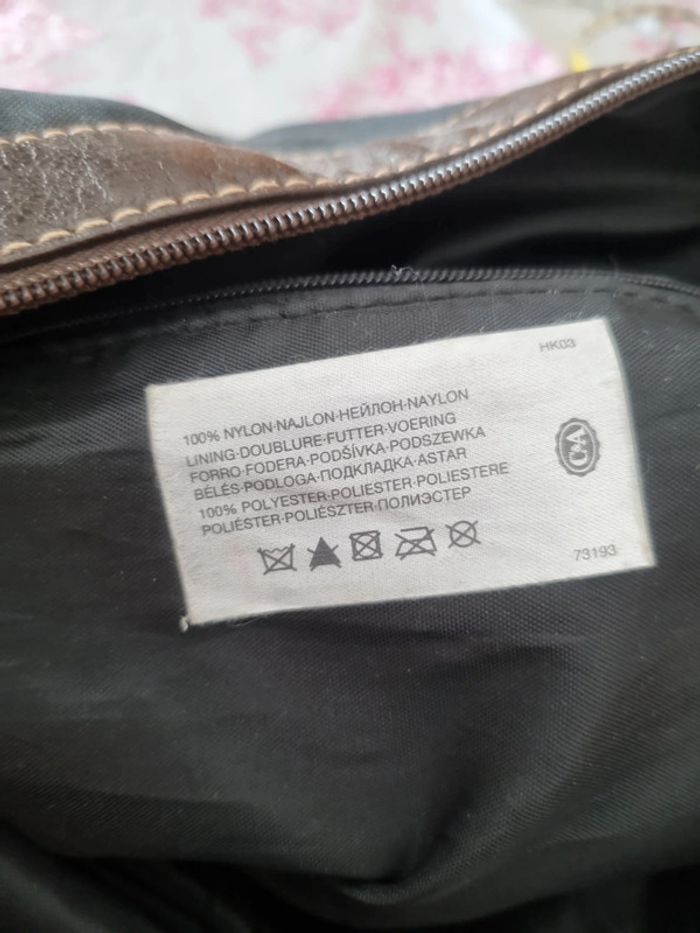 HK03
100% NYLON·NAJLON·НЕЙЛОН·NAYLON
LINING·DOUBLURE·FUTTER·VOERING
FORRO·FODERA·PODŠÍVKA·PODSZEWKA
BÉLÉS·PODLOGA·ПОДКЛАДКА·ASTAR
100% POLYESTER·POLIESTER·POLIESTERE
POLIÉSTER·POLIÉSZTER·ПОЛИЭСТЕР
C&A
73193